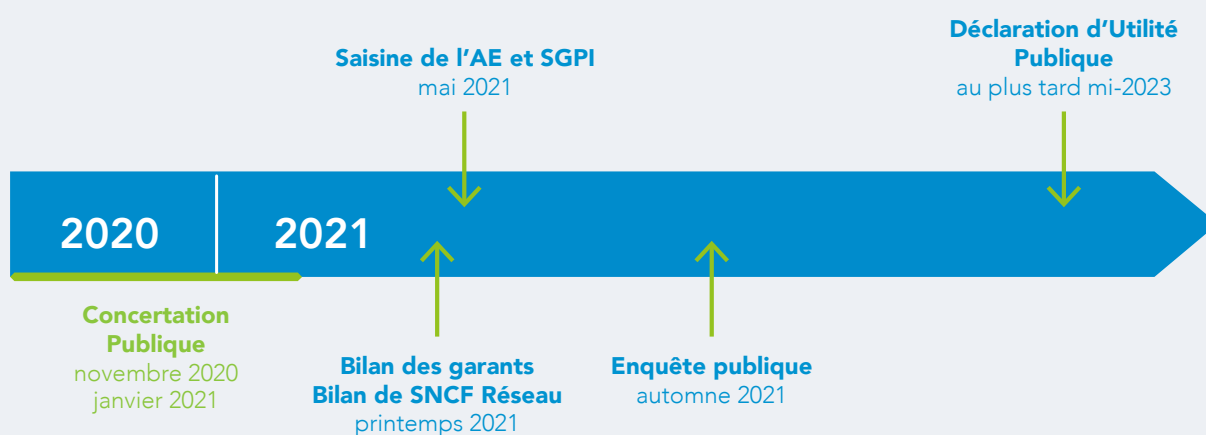 Déclaration d'Utilité
Publique
au plus tard mi-2023
Saisine de l'AE et SGPI
mai 2021
2020
2021
Concertation
Publique
novembre 2020
janvier 2021
Bilan des garants
Bilan de SNCF Réseau
printemps 2021
Enquête publique
automne 2021